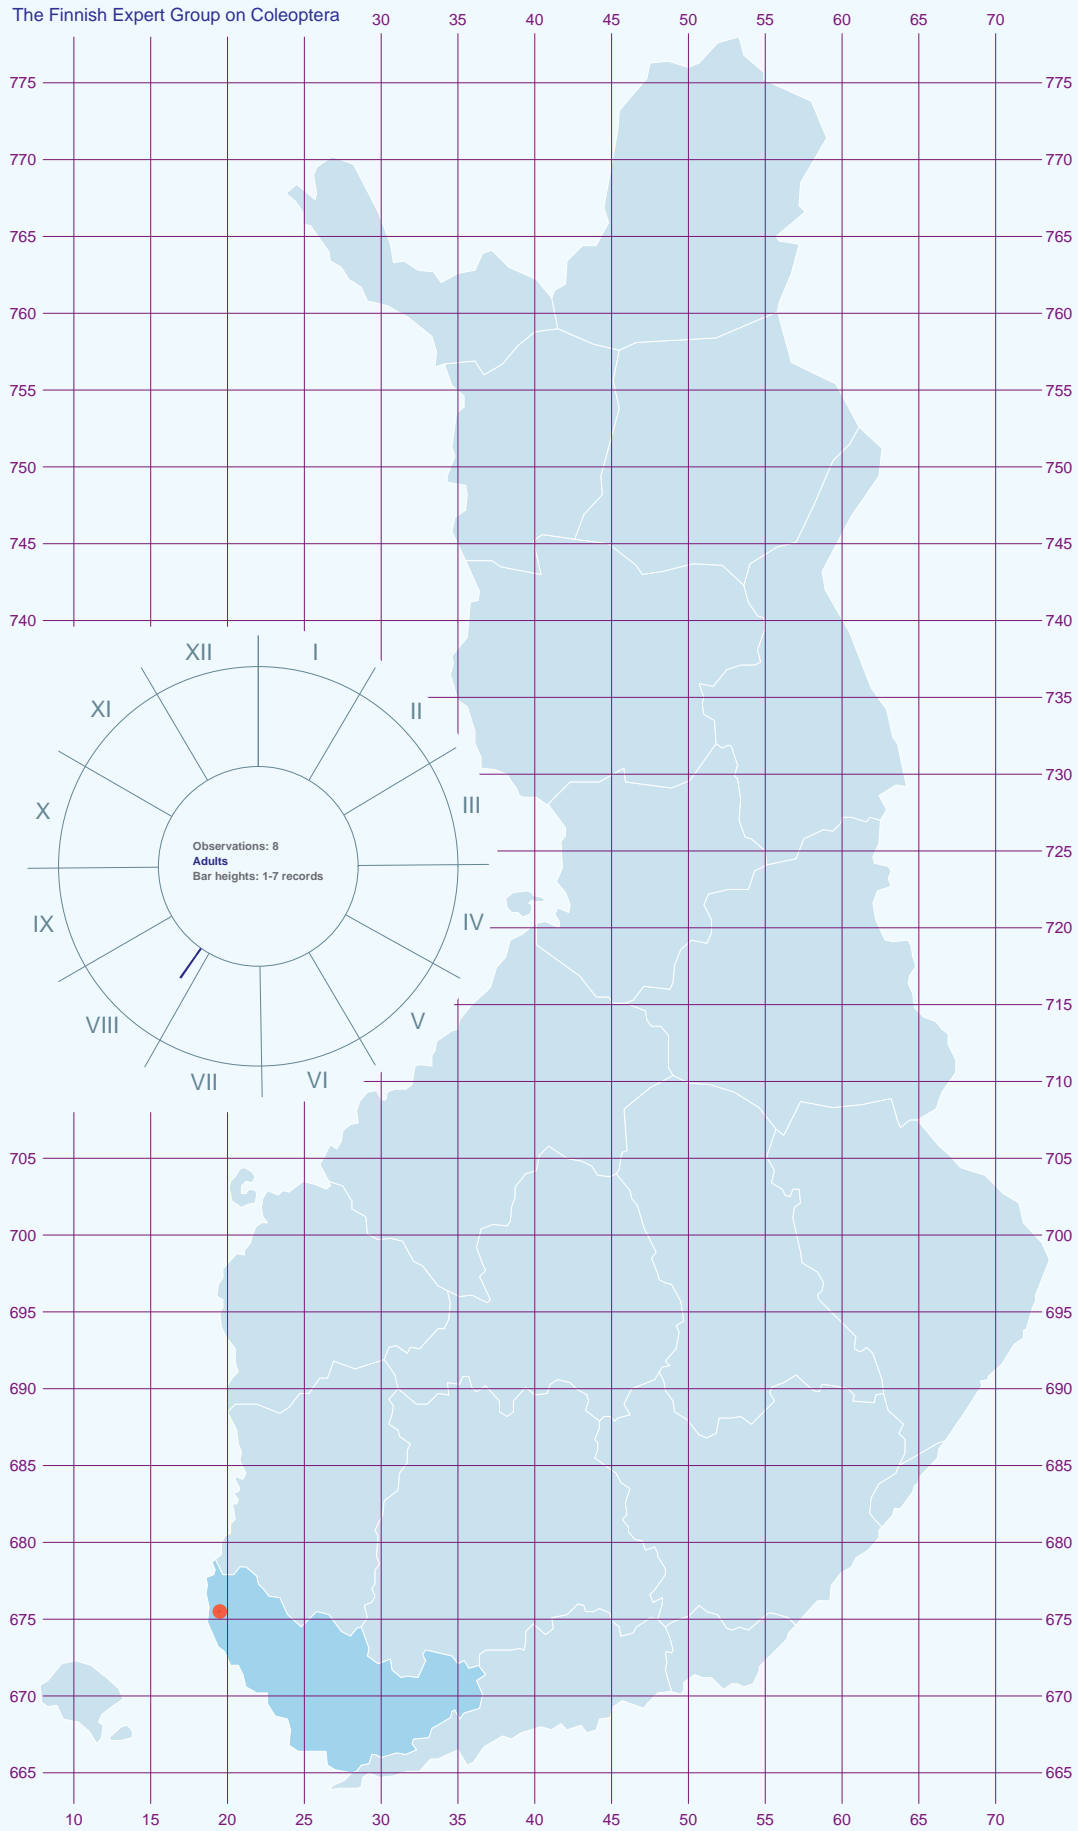 The Finnish Expert Group on Coleoptera
30 45 50 55 60 65 70
35 40
775 775
770 770
765 765
760 760
755 755
750 750
745 745
740 740
XII I
XI II
735
730
X III
725
Observations: 8
Adults
Bar heights: 1-7 records
IX IV
720
VIII V
715
VII VI
710
705 705
700 700
695 695
690 690
685 685
680 680
675 675
670 670
665 665
10 15 20 25 30 35 40 45 50 55 60 65 70